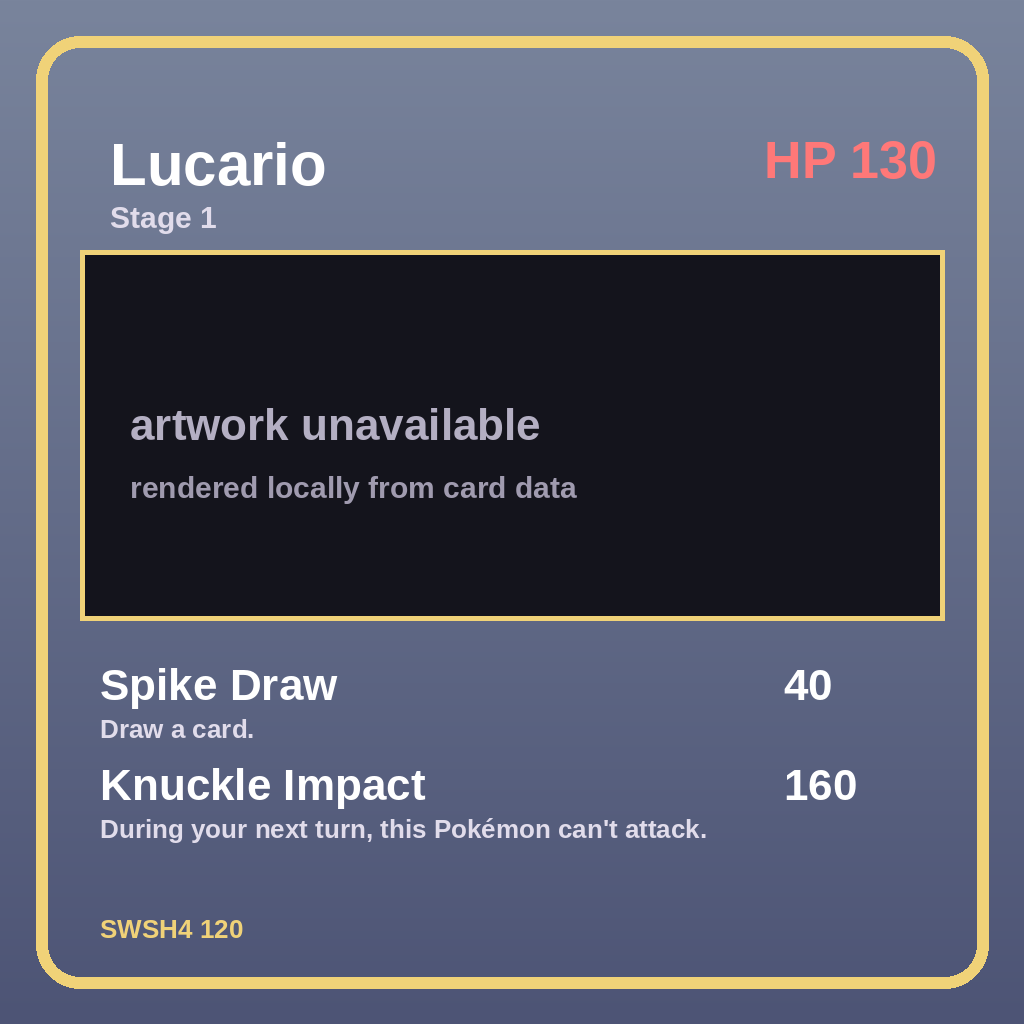 Lucario
HP 130
Stage 1
artwork unavailable
rendered locally from card data
Spike Draw 40
Draw a card.
Knuckle Impact 160
During your next turn, this Pokémon can't attack.
SWSH4 120